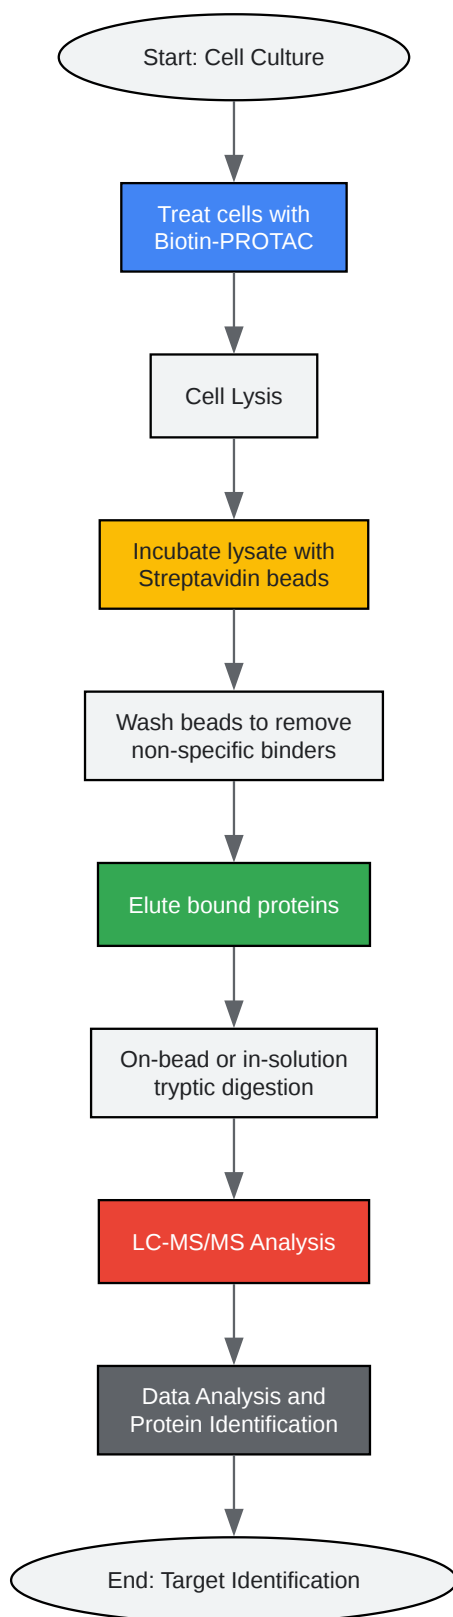 Start: Cell Culture
Treat cells with
Biotin-PROTAC
Cell Lysis
Incubate lysate with
Streptavidin beads
Wash beads to remove
non-specific binders
Elute bound proteins
On-bead or in-solution
tryptic digestion
LC-MS/MS Analysis
Data Analysis and
Protein Identification
End: Target Identification